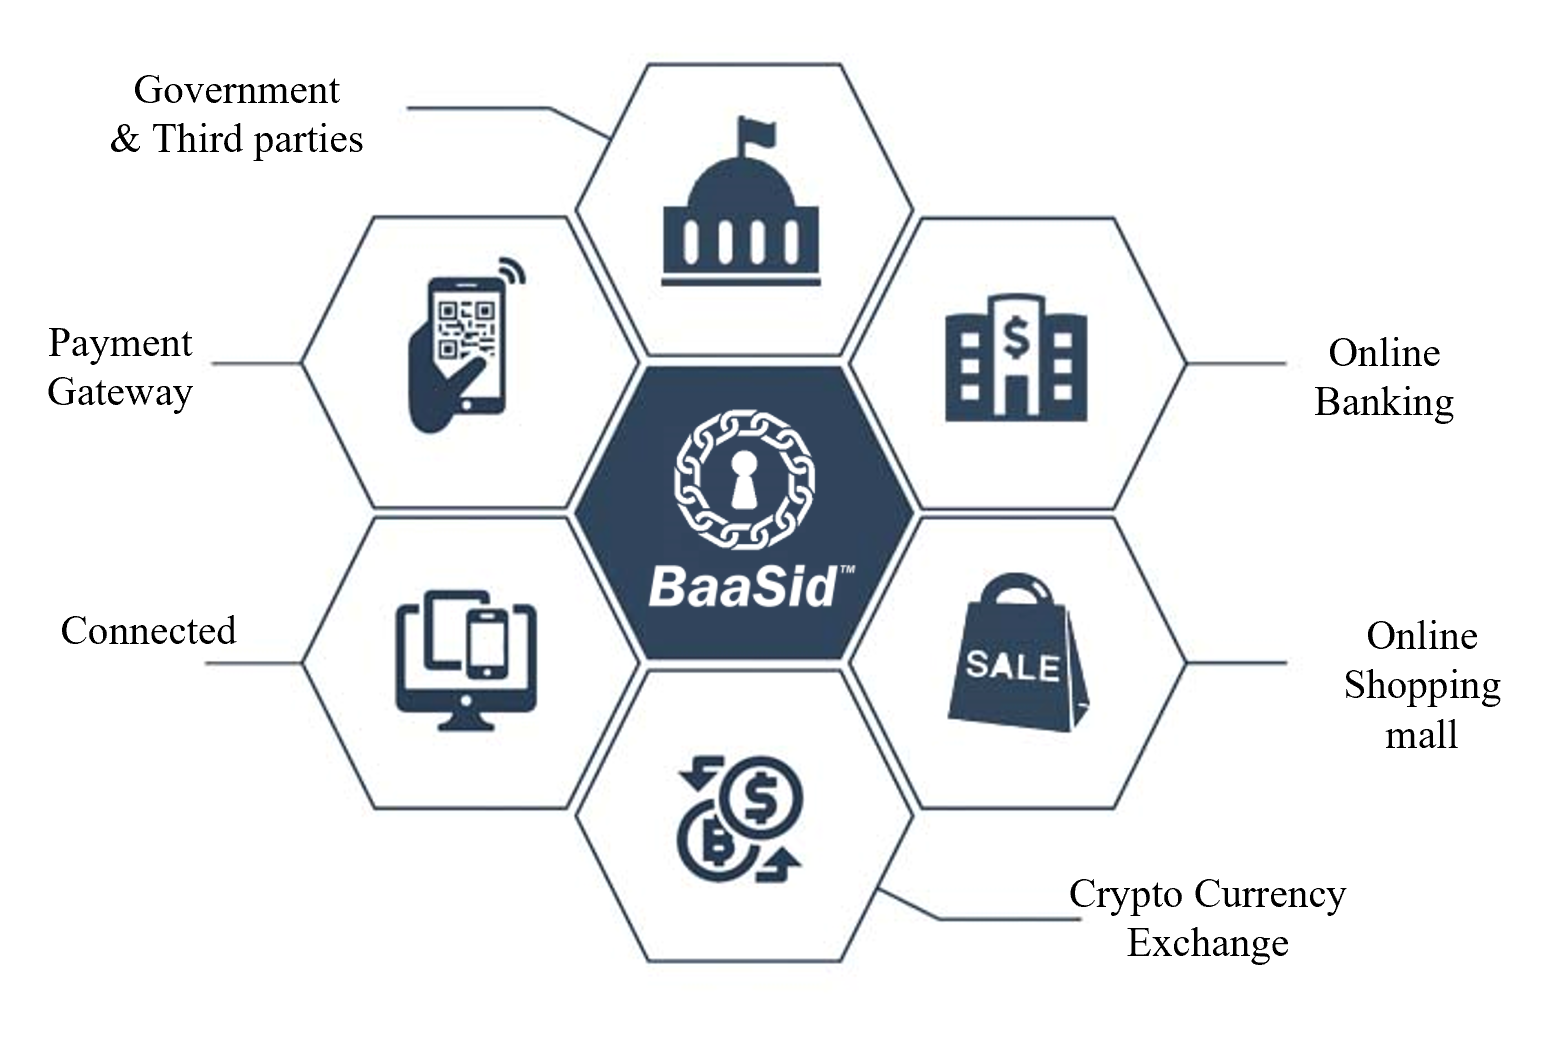 Government
& Third parties
Payment
Gateway
$
Online
Banking
BaaSid™
Connected
SALE
Online
Shopping
mall
$
B
Crypto Currency
Exchange